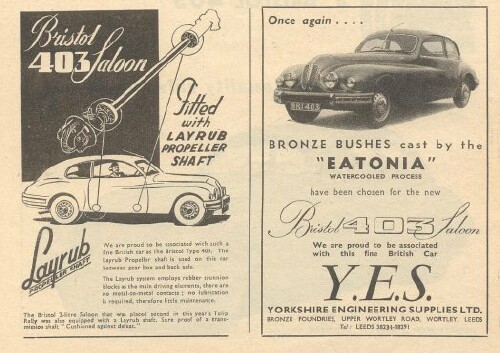 Bristol
403 Saloon
Fitted
with
LAYRUB
PROPELLER
SHAFT
Layrub
PROPELLER SHAFT
We are proud to be associated with such a
fine British car as the Bristol Type 403. The
Layrub Propeller shaft is used on this car
between gear box and back axle.
The Layrub system employs rubber trunnion
blocks as the main driving elements, there are
no metal-to-metal contacts; no lubrication
is required, therefore little maintenance.
The Bristol 2-litre Saloon that was placed second in this year's Tulip
Rally was also equipped with a Layrub shaft. Sure proof of a trans-
mission shaft "Cushioned against defeat."
Once again ....
BRI 403
BRONZE BUSHES cast by the
"EATONIA"
WATERCOOLED PROCESS
have been chosen for the new
Bristol 403 Saloon
We are proud to be associated
with this fine British Car
Y.E.S.
YORKSHIRE ENGINEERING SUPPLIES LTD.
BRONZE FOUNDRIES, UPPER WORTLEY ROAD, WORTLEY, LEEDS
Tel: LEEDS 38234-38291